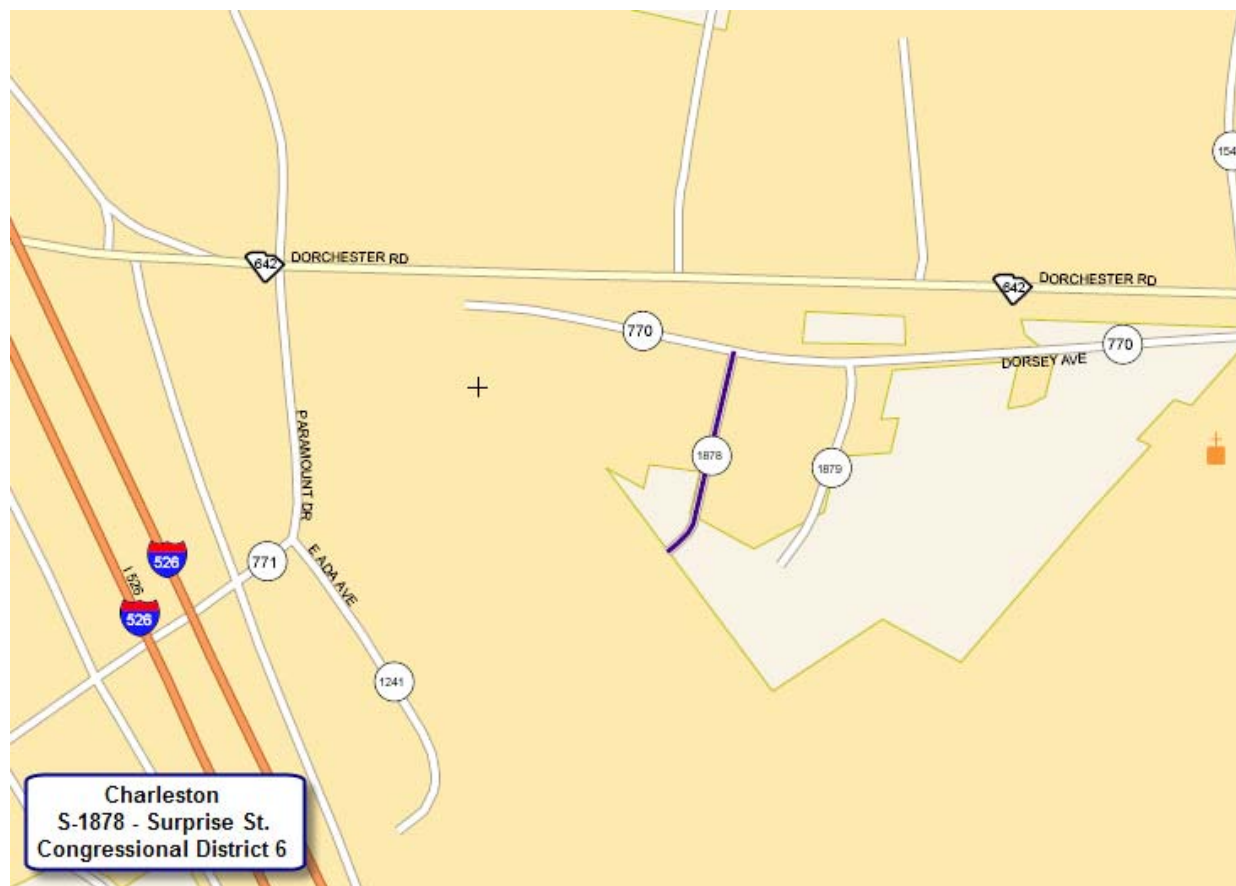 154
642
DORCHESTER RD
642
DORCHESTER RD
770
770
DORSEY AVE
PARAMOUNT DR
1878
1879
526
I 526
526
771
E ADA AVE
1241
Charleston
S-1878 - Surprise St.
Congressional District 6